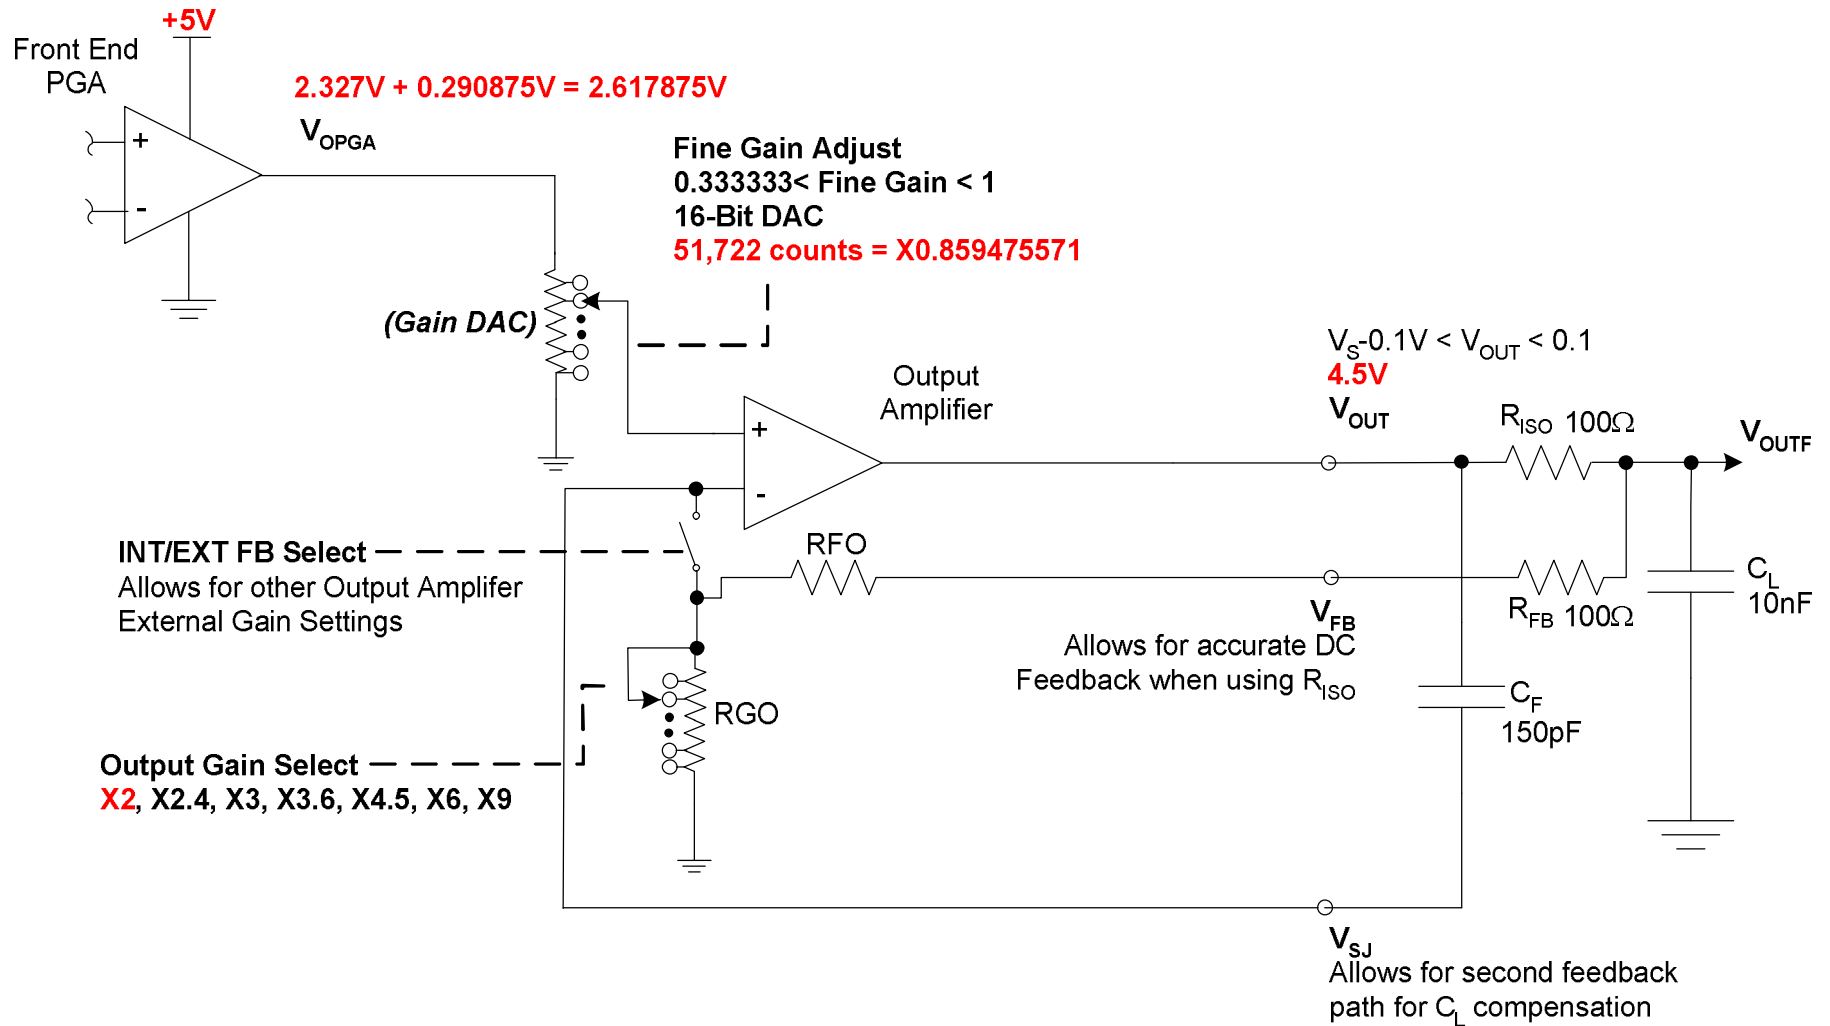 +5V
Front End
PGA
+
-
2.327V + 0.290875V = 2.617875V
VOPGA
Fine Gain Adjust
0.333333< Fine Gain < 1
16-Bit DAC
51,722 counts = X0.859475571
(Gain DAC)
Output
Amplifier
+
-
VS-0.1V < VOUT < 0.1
4.5V
VOUT
RISO 100Ω
VOUTF
INT/EXT FB Select
Allows for other Output Amplifer
External Gain Settings
RFO
VFB
Allows for accurate DC
Feedback when using RISO
RFB 100Ω
CL
10nF
CF
150pF
RGO
Output Gain Select
X2, X2.4, X3, X3.6, X4.5, X6, X9
VSJ
Allows for second feedback
path for CL compensation